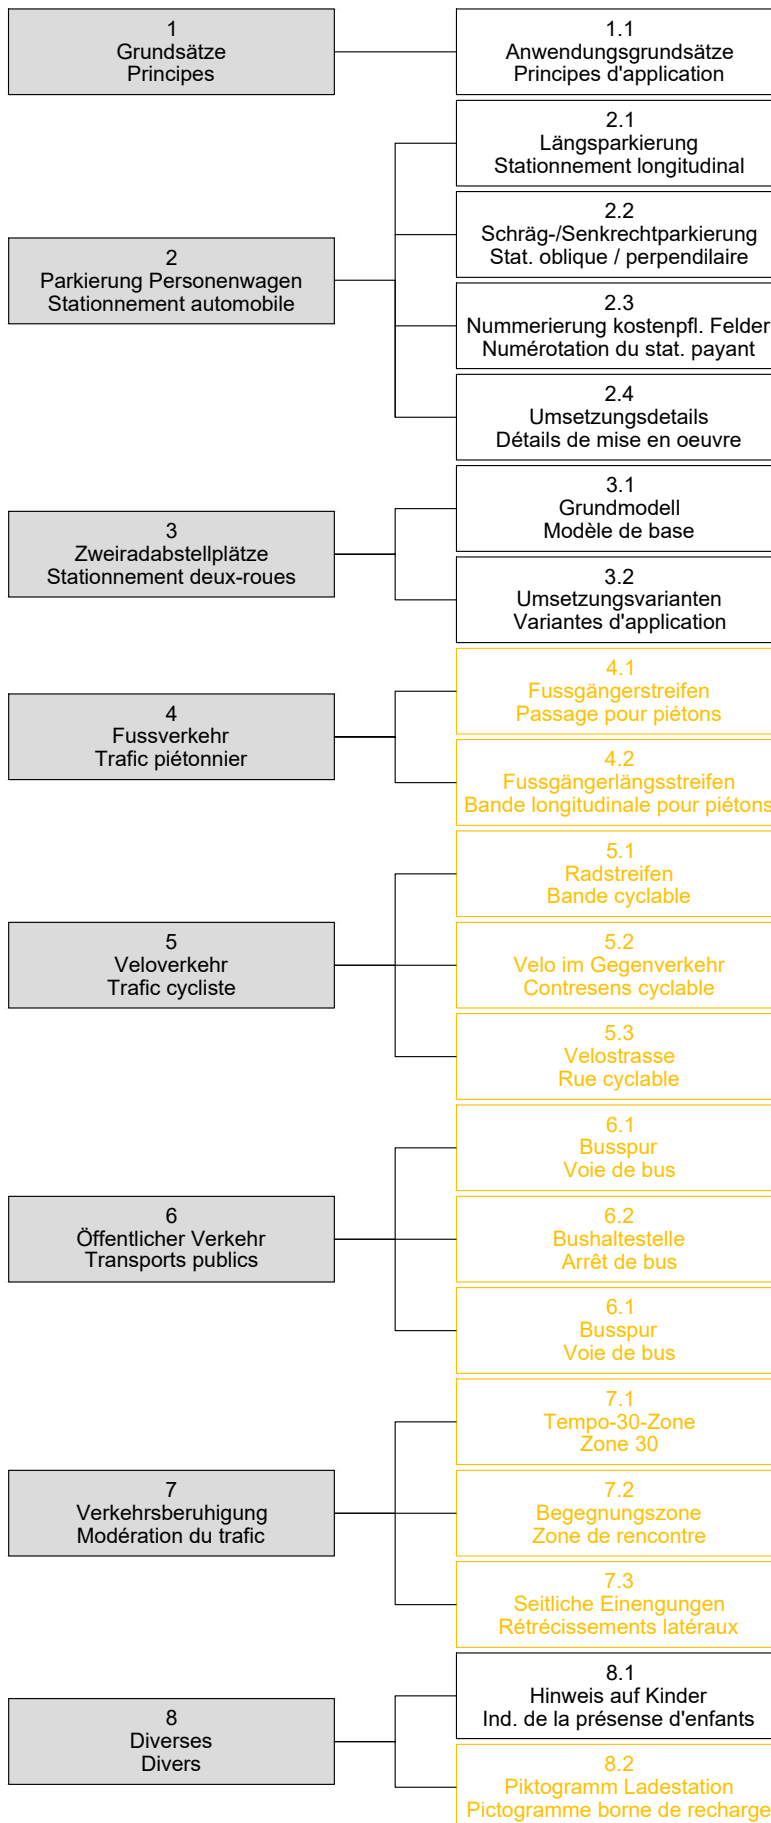 1
Grundsätze
Principes
1.1
Anwendungsgrundsätze
Principes d'application
2
Parkierung Personenwagen
Stationnement automobile
2.1
Längsparkierung
Stationnement longitudinal
2.2
Schräg-/Senkrechtparkierung
Stat. oblique / perpendilaire
2.3
Nummerierung kostenpfl. Felder
Numérotation du stat. payant
2.4
Umsetzungsdetails
Détails de mise en oeuvre
3
Zweiradabstellplätze
Stationnement deux-roues
3.1
Grundmodell
Modèle de base
3.2
Umsetzungsvarianten
Variantes d'application
4
Fussverkehr
Trafic piétonnier
4.1
Fussgängerstreifen
Passage pour piétons
4.2
Fussgängerlängsstreifen
Bande longitudinale pour piétons
5
Veloverkehr
Trafic cycliste
5.1
Radstreifen
Bande cyclable
5.2
Velo im Gegenverkehr
Contresens cyclable
5.3
Velostrasse
Rue cyclable
6
Öffentlicher Verkehr
Transports publics
6.1
Busspur
Voie de bus
6.2
Bushaltestelle
Arrêt de bus
6.1
Busspur
Voie de bus
7
Verkehrsberuhigung
Modération du trafic
7.1
Tempo-30-Zone
Zone 30
7.2
Begegnungszone
Zone de rencontre
7.3
Seitliche Einengungen
Rétrécissements latéraux
8
Diverses
Divers
8.1
Hinweis auf Kinder
Ind. de la présense d'enfants
8.2
Piktogramm Ladestation
Pictogramme borne de recharge